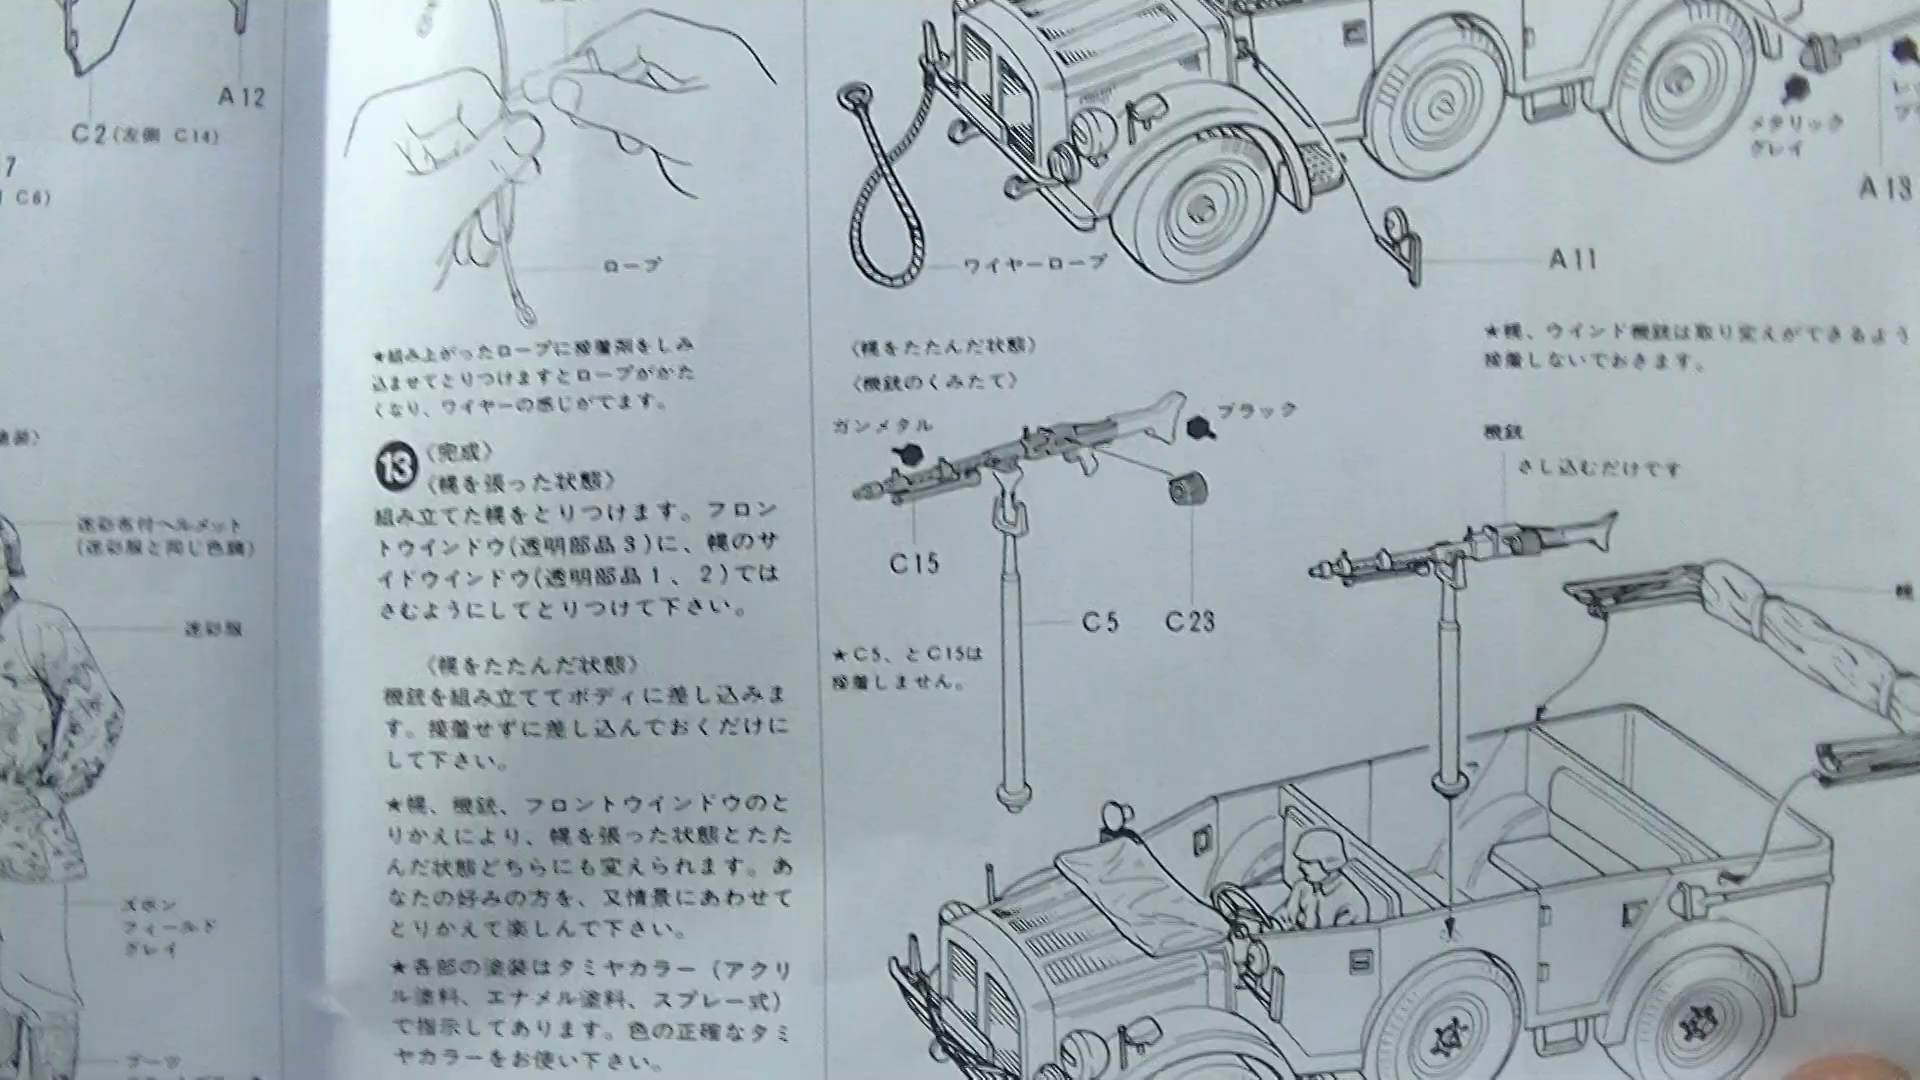 A12
C2(左側 C14)
7
C6)
塗装〉
迷彩布付ヘルメット
(迷彩服と同じ色調)
迷彩服
ズボン
フィールド
グレイ
ブーツ
ロープ
★組み上がったロープに接着剤をしみ
込ませてとりつけますとロープがかた
くなり、ワイヤーの感じがでます。
13 〈完成〉
〈幌を張った状態〉
組み立てた幌をとりつけます。フロン
トウインドウ(透明部品3)に、幌のサ
イドウインドウ(透明部品1、2)では
さむようにしてとりつけて下さい。
〈幌をたたんだ状態〉
機銃を組み立ててボディに差し込みま
す。接着せずに差し込んでおくだけに
して下さい。
★幌、機銃、フロントウインドウのと
りかえにより、幌を張った状態とたた
んだ状態どちらにも変えられます。あ
なたの好みの方を、又情景にあわせて
とりかえて楽しんで下さい。
★各部の塗装はタミヤカラー（アクリ
ル塗料、エナメル塗料、スプレー式）
で指示してあります。色の正確なタミ
ヤカラーをお使い下さい。
ワイヤーロープ
A11
メタリック
グレイ
A13
〈幌をたたんだ状態〉
〈機銃のくみたて〉
ガンメタル
ブラック
C15
C5
C23
★C5、とC15は
接着しません。
★幌、ウインド機銃は取り変えができるよう
接着しないでおきます。
機銃
さし込むだけです
幌